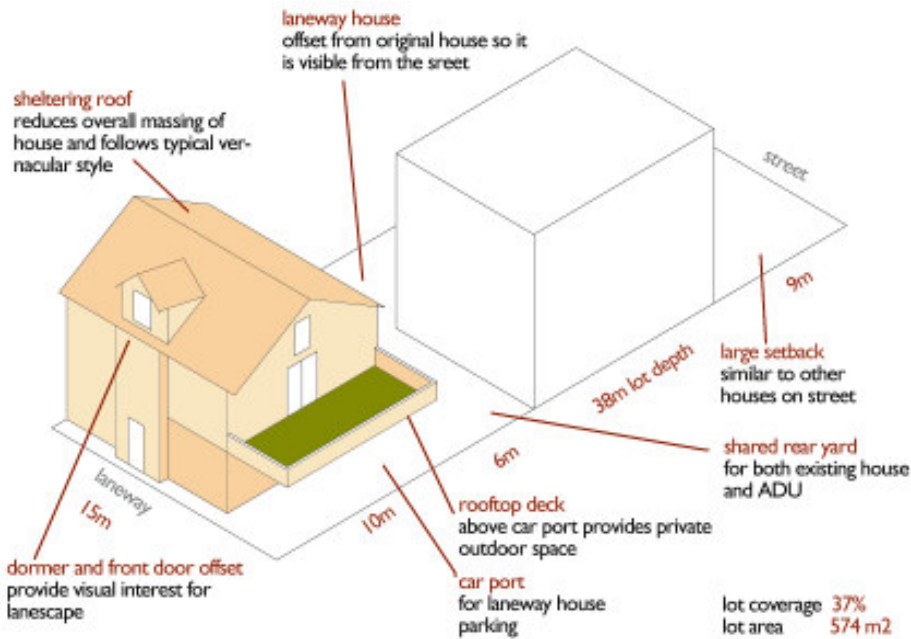 laneway house
offset from original house so it
is visible from the sreet
sheltering roof
reduces overall massing of
house and follows typical ver-
nacular style
street
9m
large setback
similar to other
houses on street
38m lot depth
shared rear yard
for both existing house
and ADU
6m
rooftop deck
above car port provides private
outdoor space
10m
car port
for laneway house
parking
laneway
15m
dormer and front door offset
provide visual interest for
lanescape
lot coverage 37%
lot area 574 m2